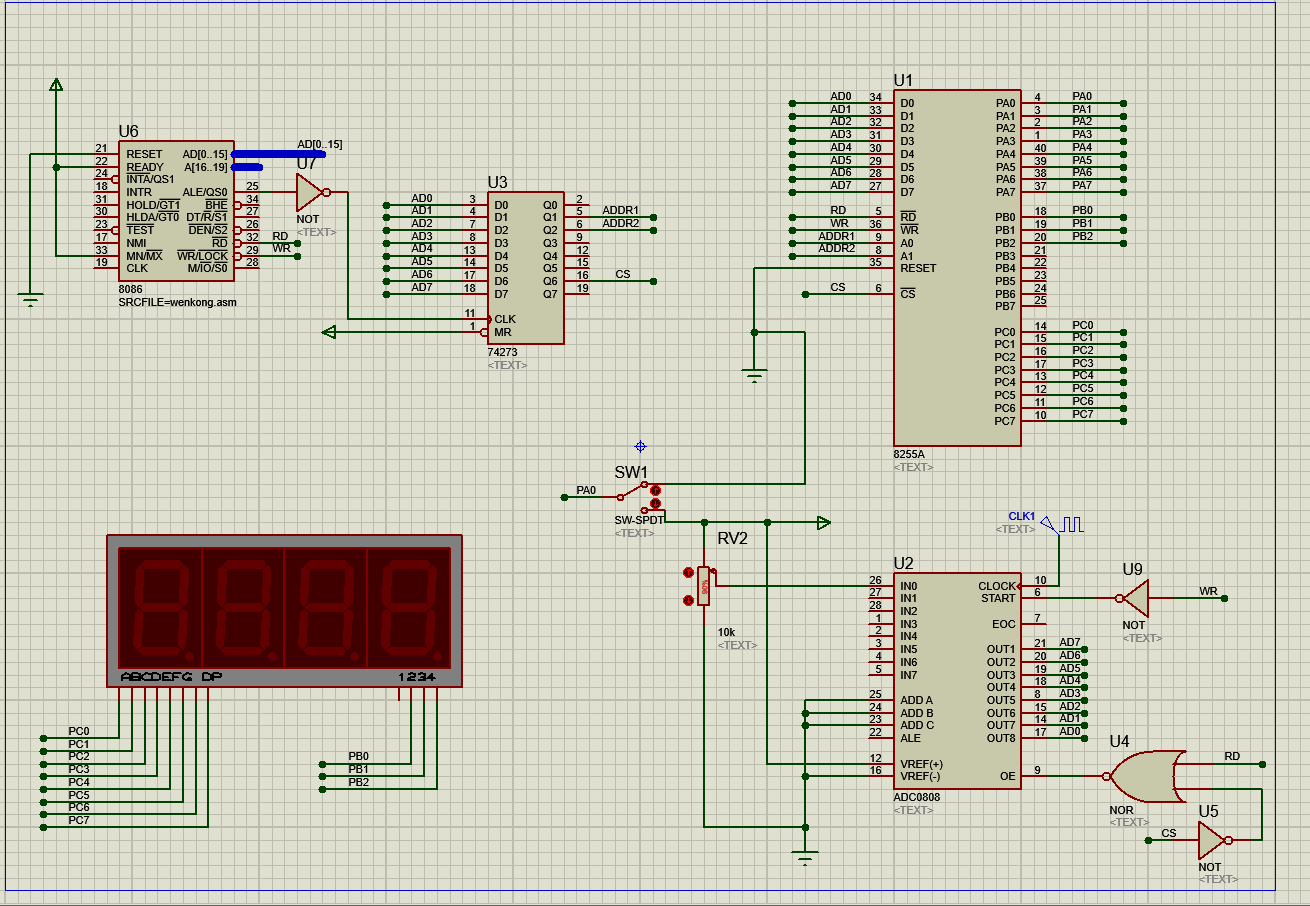 U6
21 RESET AD[0..15] AD[0..15]
22 READY A[16..19]
24 INTA/QS1
18 INTR ALE/QS0 25
31 HOLD/GT1 BHE 34
30 HLDA/GT0 DT/R/S1 27
23 TEST DEN/S2 26
17 NMI RD 32 RD
33 MN/MX WR/LOCK 29 WR
19 CLK M/IO/S0 28
8086
SRCFILE=wenkong.asm
U7
NOT
<TEXT>
U3
AD0 3 D0 Q0 2
AD1 4 D1 Q1 5 ADDR1
AD2 7 D2 Q2 6 ADDR2
AD3 8 D3 Q3 9
AD4 13 D4 Q4 12
AD5 14 D5 Q5 15
AD6 17 D6 Q6 16 CS
AD7 18 D7 Q7 19
11 CLK
1 MR
74273
<TEXT>
U1
AD0 34 D0 PA0 4 PA0
AD1 33 D1 PA1 3 PA1
AD2 32 D2 PA2 2 PA2
AD3 31 D3 PA3 1 PA3
AD4 30 D4 PA4 40 PA4
AD5 29 D5 PA5 39 PA5
AD6 28 D6 PA6 38 PA6
AD7 27 D7 PA7 37 PA7
RD 5 RD PB0 18 PB0
WR 36 WR PB1 19 PB1
ADDR1 9 A0 PB2 20 PB2
ADDR2 8 A1 PB3 21
35 RESET PB4 22
PB5 23
CS 6 CS PB6 24
PB7 25
PC0 14 PC0
PC1 15 PC1
PC2 16 PC2
PC3 17 PC3
PC4 13 PC4
PC5 12 PC5
PC6 11 PC6
PC7 10 PC7
8255A
<TEXT>
SW1
PA0
SW-SPDT
<TEXT>
RV2
90%
10k
<TEXT>
CLK1
<TEXT>
U2
26 IN0 CLOCK 10
27 IN1 START 6
28 IN2
1 IN3 EOC 7
2 IN4
3 IN5 OUT1 21 AD7
4 IN6 OUT2 20 AD6
5 IN7 OUT3 19 AD5
OUT4 18 AD4
25 ADD A OUT5 8 AD3
24 ADD B OUT6 15 AD2
23 ADD C OUT7 14 AD1
22 ALE OUT8 17 AD0
12 VREF(+)
16 VREF(-) OE 9
ADC0808
<TEXT>
U9
WR
NOT
<TEXT>
U4
RD
NOR
<TEXT>
U5
CS
NOT
<TEXT>
ABCDEFG DP 1234
PC0
PC1
PC2
PC3
PC4
PC5
PC6
PC7
PB0
PB1
PB2